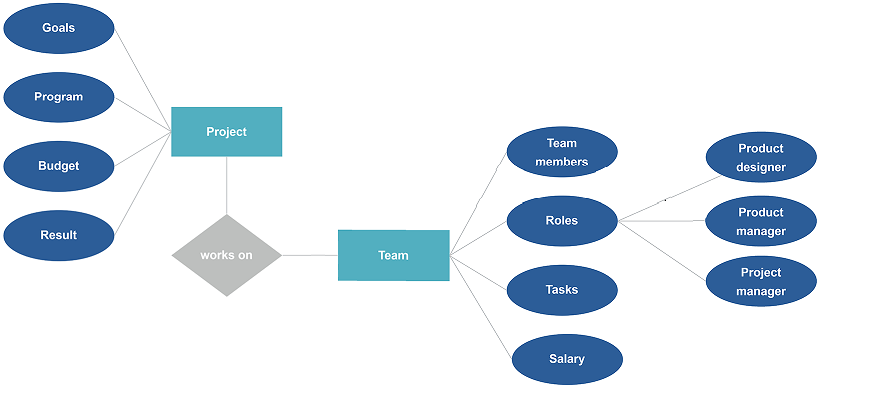 Goals
Program
Budget
Result
Project
works on
Team
Team
members
Roles
Tasks
Salary
Product
designer
Product
manager
Project
manager